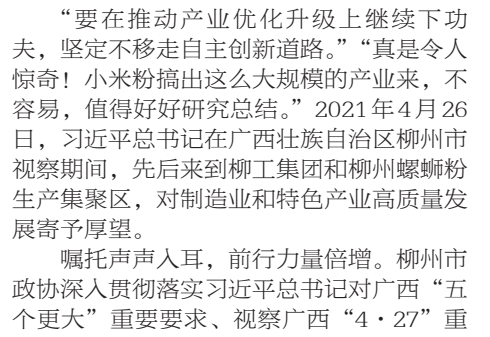 “要在推动产业优化升级上继续下功
夫，坚定不移走自主创新道路。”“真是令人
惊奇！小米粉搞出这么大规模的产业来，不
容易，值得好好研究总结。”2021年4月26
日，习近平总书记在广西壮族自治区柳州市
视察期间，先后来到柳工集团和柳州螺蛳粉
生产集聚区，对制造业和特色产业高质量发
展寄予厚望。
嘱托声声入耳，前行力量倍增。柳州市
政协深入贯彻落实习近平总书记对广西“五
个更大”重要要求、视察广西“4·27”重